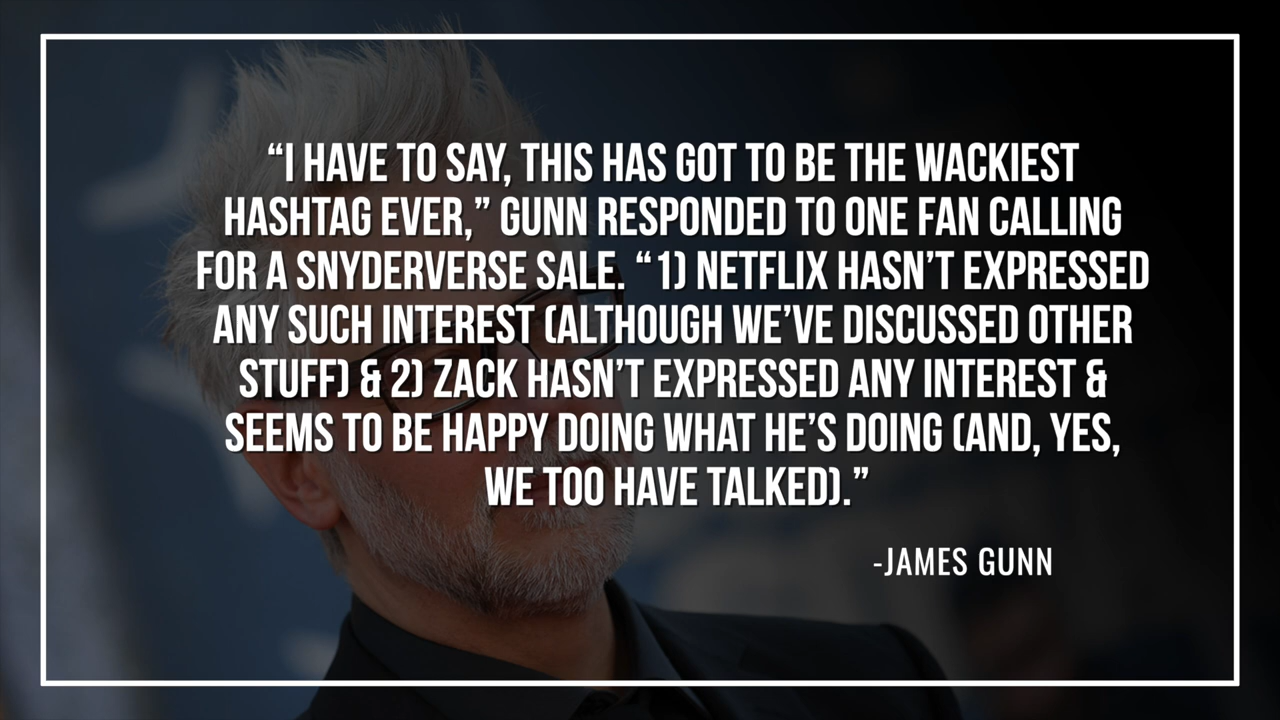 “I HAVE TO SAY, THIS HAS GOT TO BE THE WACKIEST
HASHTAG EVER,” GUNN RESPONDED TO ONE FAN CALLING
FOR A SNYDERVERSE SALE. “1) NETFLIX HASN’T EXPRESSED
ANY SUCH INTEREST (ALTHOUGH WE’VE DISCUSSED OTHER
STUFF) & 2) ZACK HASN’T EXPRESSED ANY INTEREST &
SEEMS TO BE HAPPY DOING WHAT HE’S DOING (AND, YES,
WE TOO HAVE TALKED).”
-JAMES GUNN